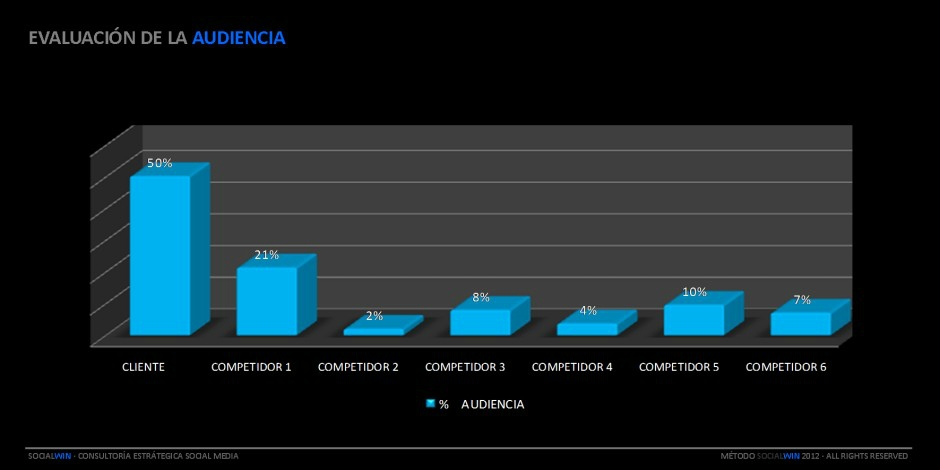 EVALUACIÓN DE LA AUDIENCIA
50%
21%
2%
8%
4%
10%
7%
CLIENTE COMPETIDOR 1 COMPETIDOR 2 COMPETIDOR 3 COMPETIDOR 4 COMPETIDOR 5 COMPETIDOR 6
% AUDIENCIA
SOCIALWIN - CONSULTORÍA ESTRÁTEGICA SOCIAL MEDIA
MÉTODO SOCIALWIN 2012 - ALL RIGHTS RESERVED